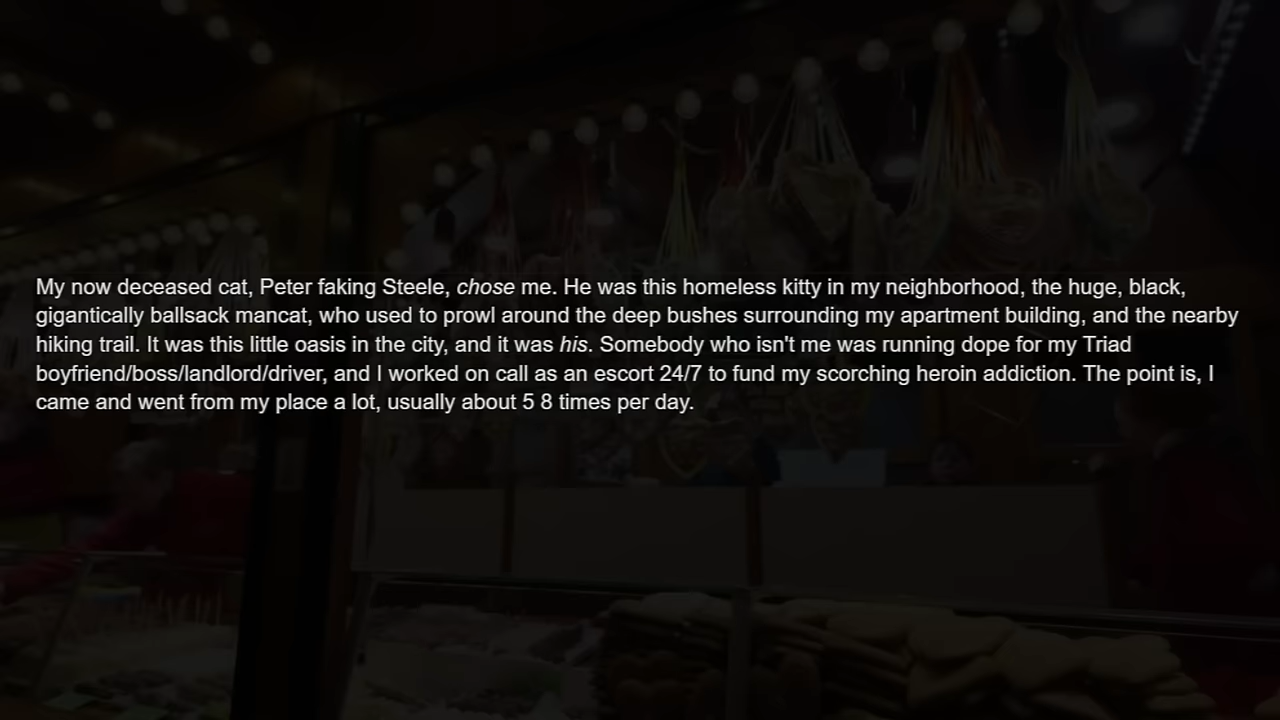 My now deceased cat, Peter faking Steele, chose me. He was this homeless kitty in my neighborhood, the huge, black,
gigantically ballsack mancat, who used to prowl around the deep bushes surrounding my apartment building, and the nearby
hiking trail. It was this little oasis in the city, and it was his. Somebody who isn't me was running dope for my Triad
boyfriend/boss/landlord/driver, and I worked on call as an escort 24/7 to fund my scorching heroin addiction. The point is, I
came and went from my place a lot, usually about 5 8 times per day.